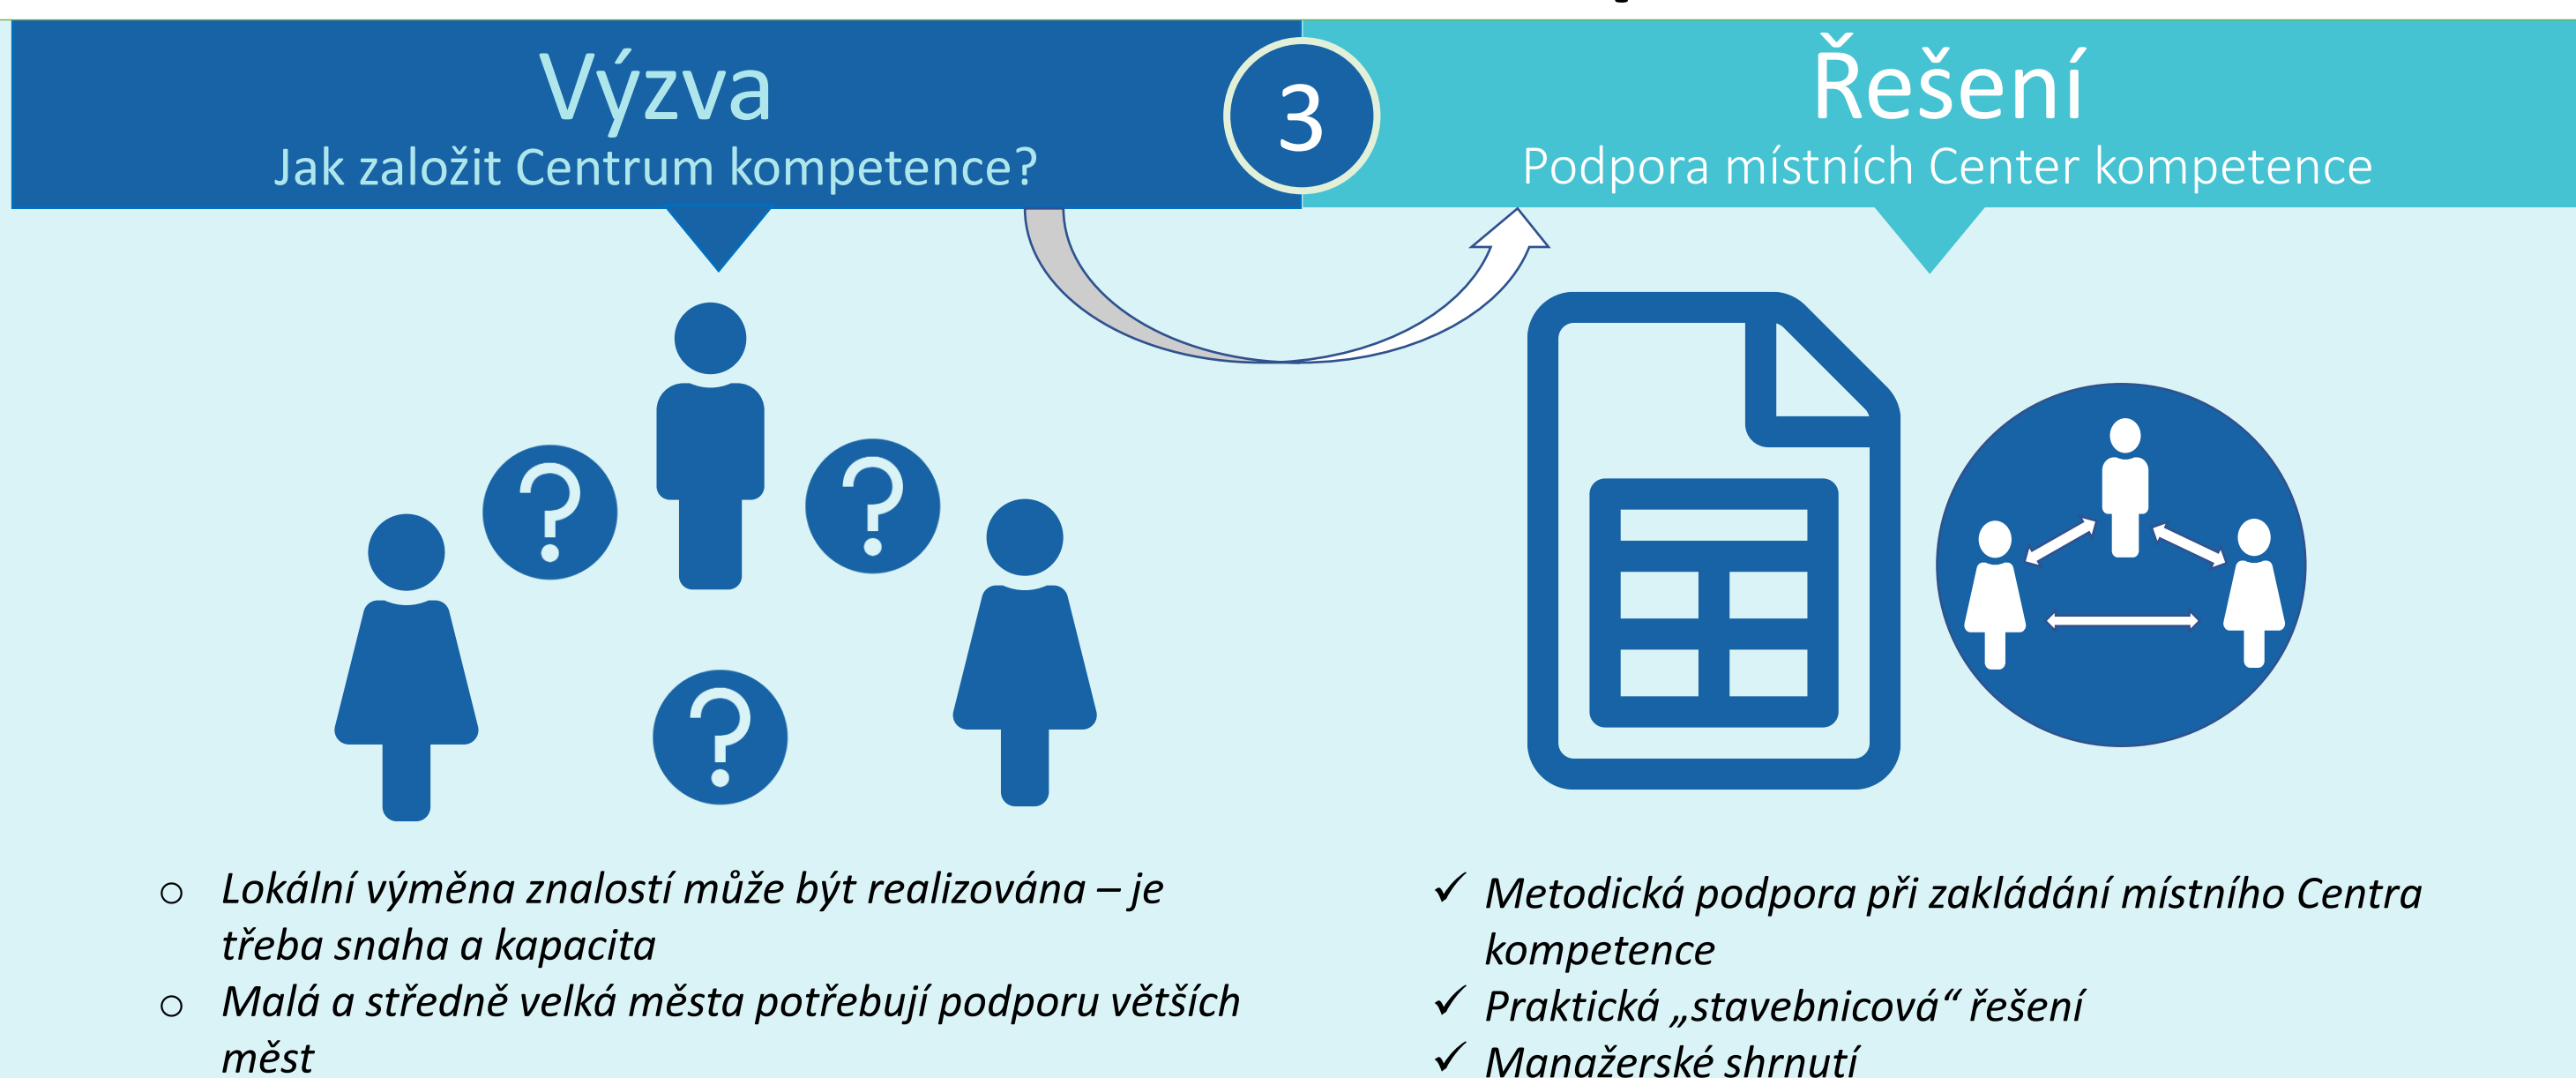 Výzva
Jak založit Centrum kompetence?
3
Řešení
Podpora místních Center kompetence
?
?
?
o Lokální výměna znalostí může být realizována – je
třeba snaha a kapacita
o Malá a středně velká města potřebují podporu větších
měst
✓ Metodická podpora při zakládání místního Centra
kompetence
✓ Praktická „stavebnicová“ řešení
✓ Manažerské shrnutí